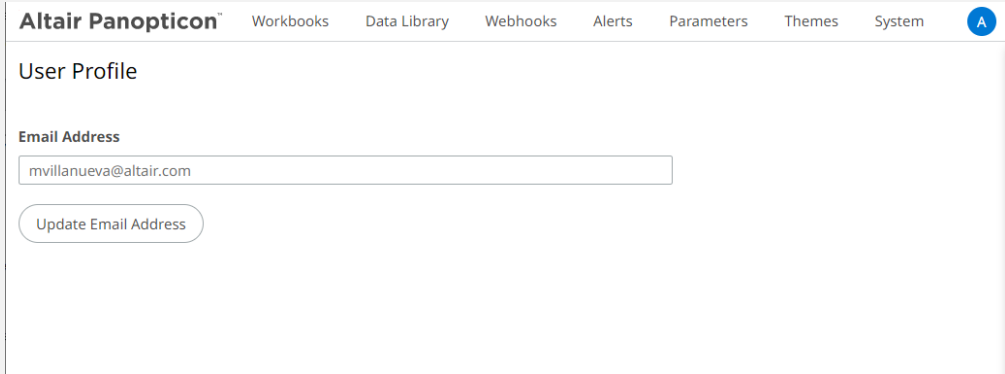 Altair Panopticon™ Workbooks Data Library Webhooks Alerts Parameters Themes System A
User Profile
Email Address
mvillanueva@altair.com
Update Email Address